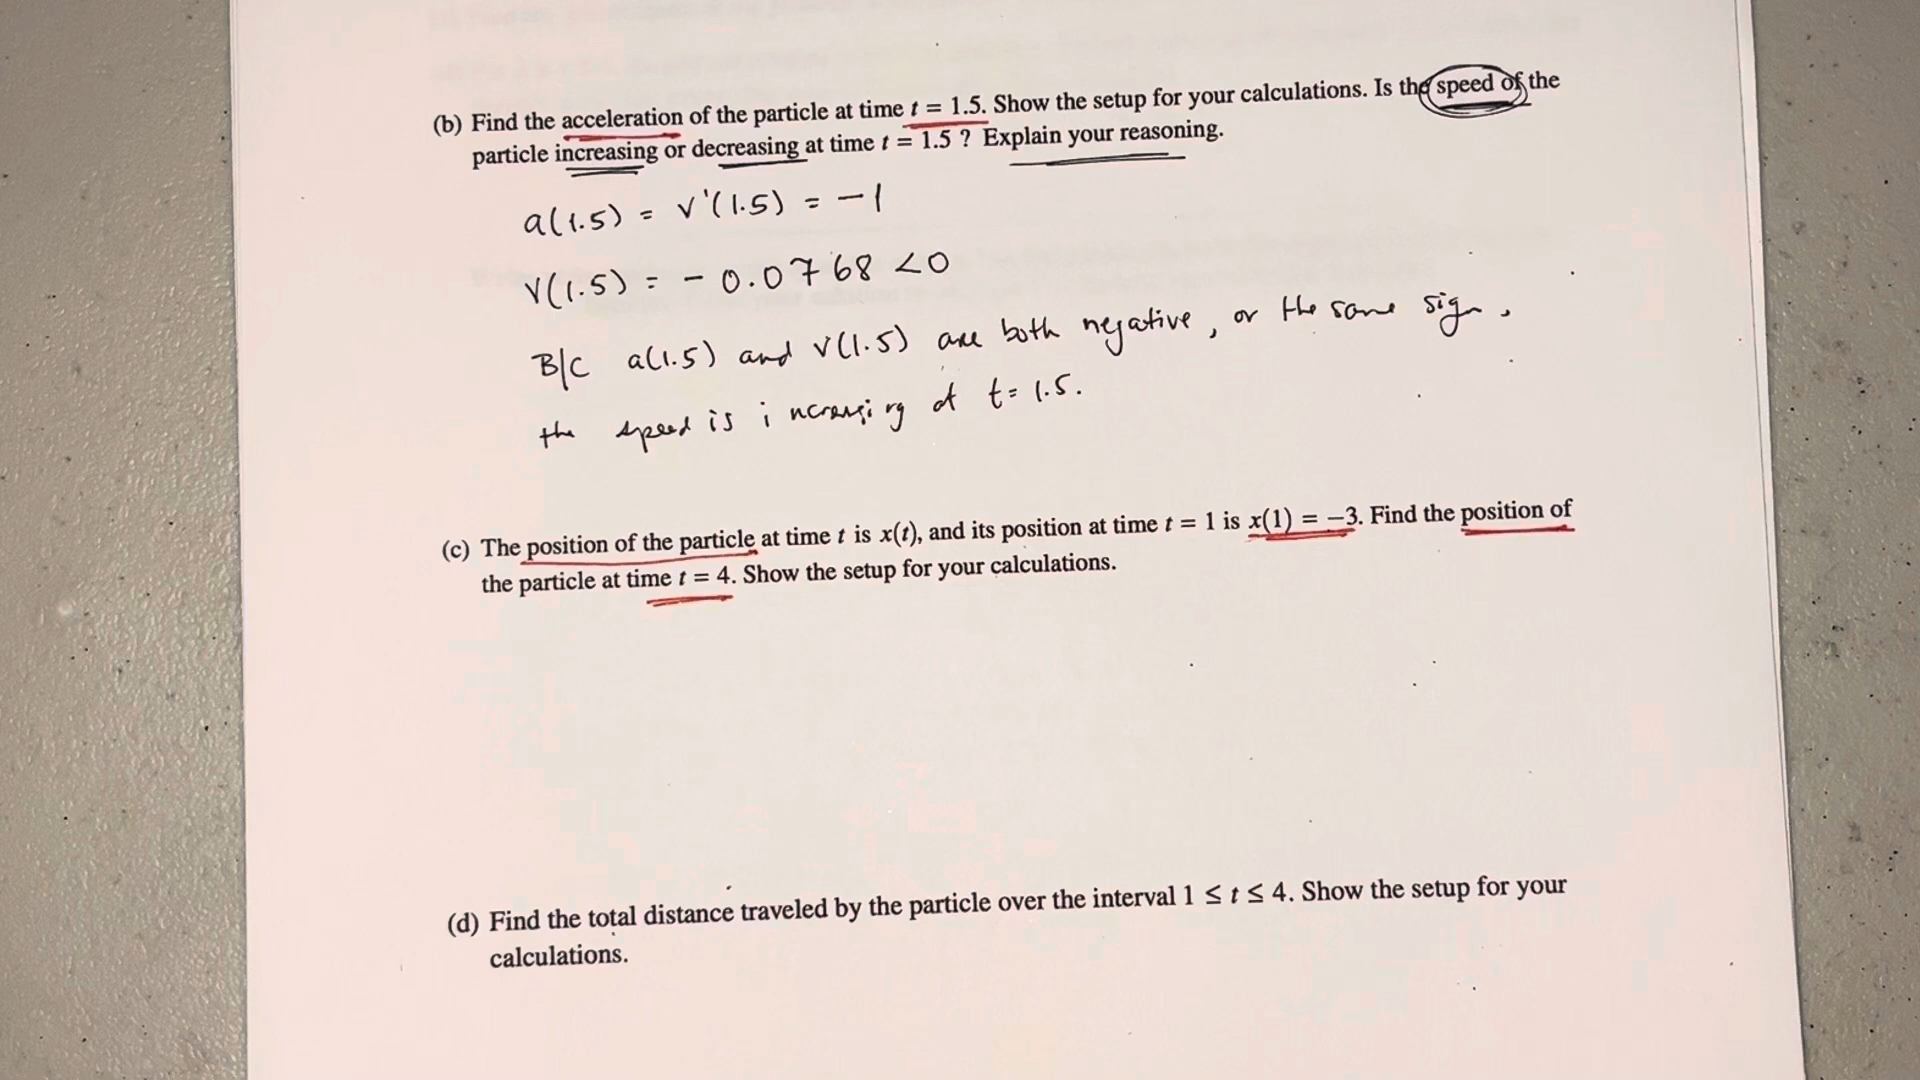 (b) Find the acceleration of the particle at time t = 1.5. Show the setup for your calculations. Is the speed of the
particle increasing or decreasing at time t = 1.5 ? Explain your reasoning.
a(1.5) = v'(1.5) = -1
v(1.5) = -0.0768 <0
B/C a(1.5) and v(1.5) are both negative, or the same sign,
the speed is increasing at t= 1.5.
(c) The position of the particle at time t is x(t), and its position at time t = 1 is x(1) = −3. Find the position of
the particle at time t = 4. Show the setup for your calculations.
(d) Find the total distance traveled by the particle over the interval 1 ≤ t ≤ 4. Show the setup for your
calculations.